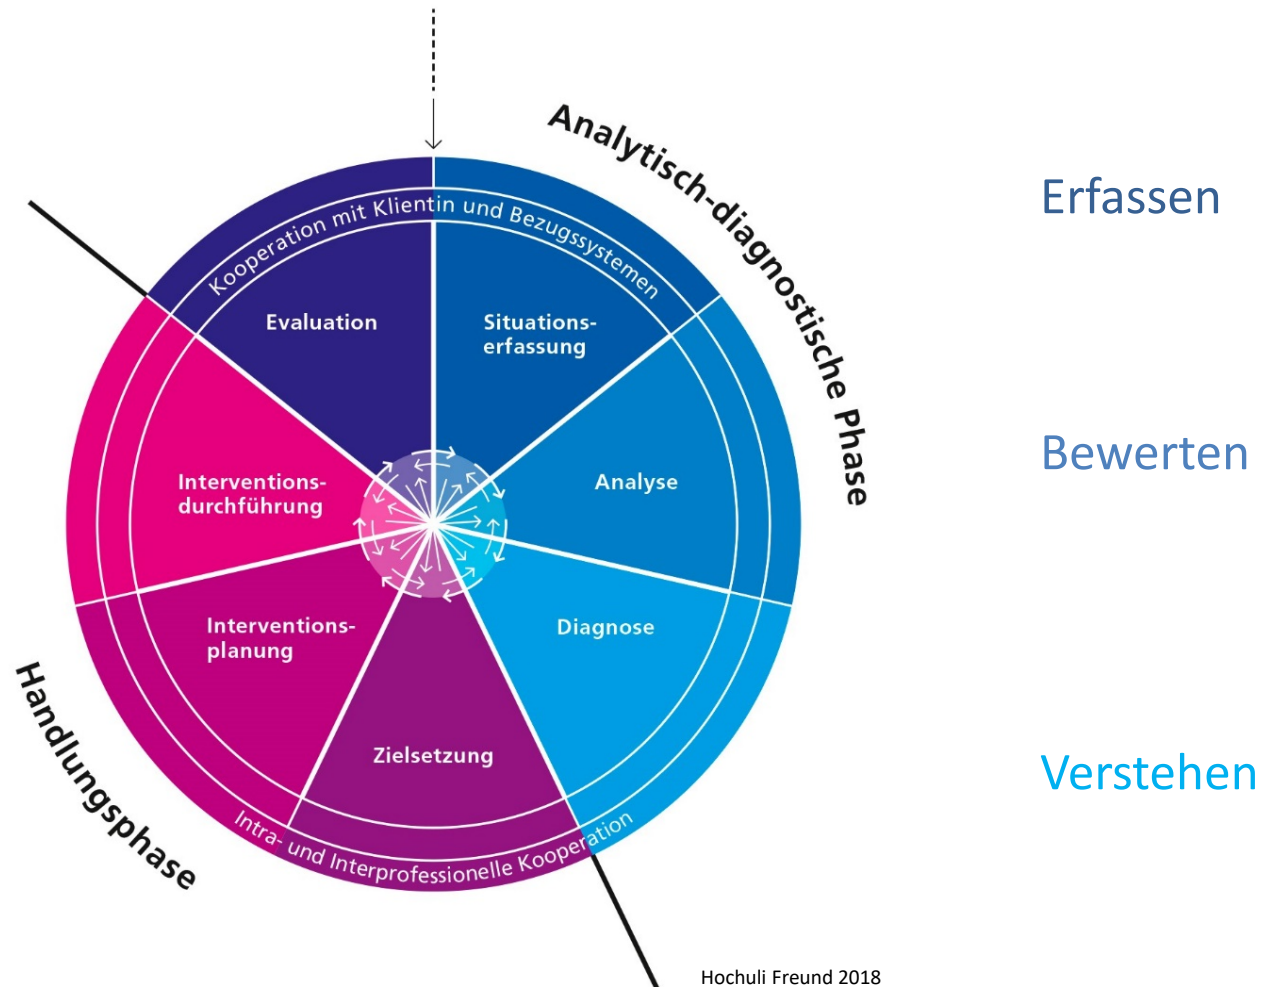 Analytisch-diagnostische Phase
Erfassen
Kooperation mit Klientin und Bezugssystemen
Evaluation
Situations-
erfassung
Bewerten
Interventions-
durchführung
Analyse
Interventions-
planung
Diagnose
Handlungsphase
Zielsetzung
Verstehen
Intra- und Interprofessionelle Kooperation
Hochuli Freund 2018